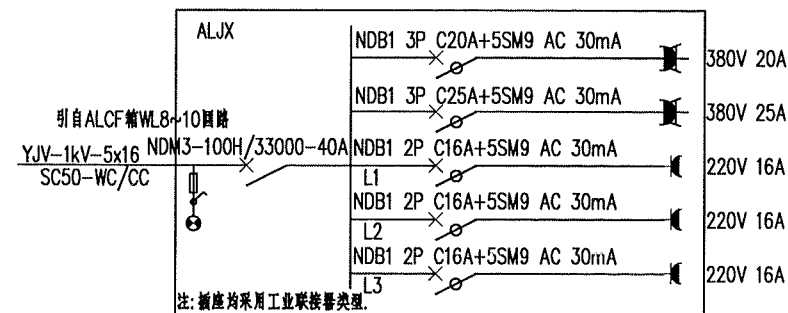 ALJX
NDB1 3P C20A+5SM9 AC 30mA
380V 20A
NDB1 3P C25A+5SM9 AC 30mA
380V 25A
引自ALCF箱WL8~10回路
YJV-1kV-5x16
SC50-WC/CC
NDM3-100H/33000-40A
NDB1 2P C16A+5SM9 AC 30mA
L1
220V 16A
NDB1 2P C16A+5SM9 AC 30mA
L2
220V 16A
NDB1 2P C16A+5SM9 AC 30mA
L3
220V 16A
注: 插座均采用工业联接器类型.